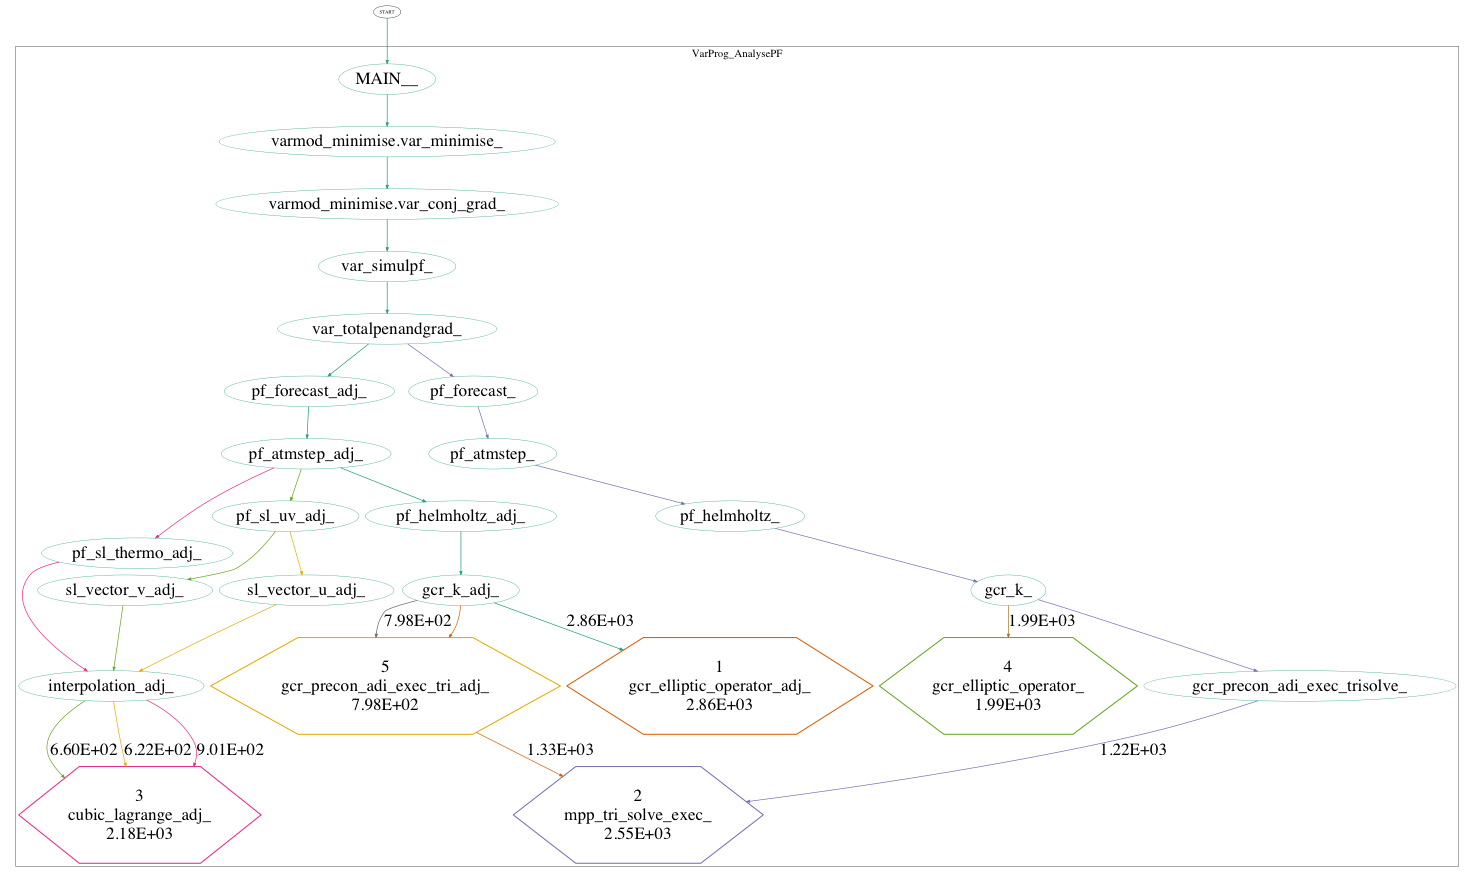 START
VarProg_AnalysePF
MAIN__
varmod_minimise.var_minimise_
varmod_minimise.var_conj_grad_
var_simulpf_
var_totalpenandgrad_
pf_forecast_adj_
pf_forecast_
pf_atmstep_adj_
pf_atmstep_
pf_sl_uv_adj_
pf_helmholtz_adj_
pf_helmholtz_
pf_sl_thermo_adj_
sl_vector_v_adj_
sl_vector_u_adj_
gcr_k_adj_
gcr_k_
7.98E+02
2.86E+03
1.99E+03
interpolation_adj_
5
gcr_precon_adi_exec_tri_adj_
7.98E+02
1
gcr_elliptic_operator_adj_
2.86E+03
4
gcr_elliptic_operator_
1.99E+03
gcr_precon_adi_exec_trisolve_
6.60E+02
6.22E+02
9.01E+02
1.33E+03
1.22E+03
3
cubic_lagrange_adj_
2.18E+03
2
mpp_tri_solve_exec_
2.55E+03